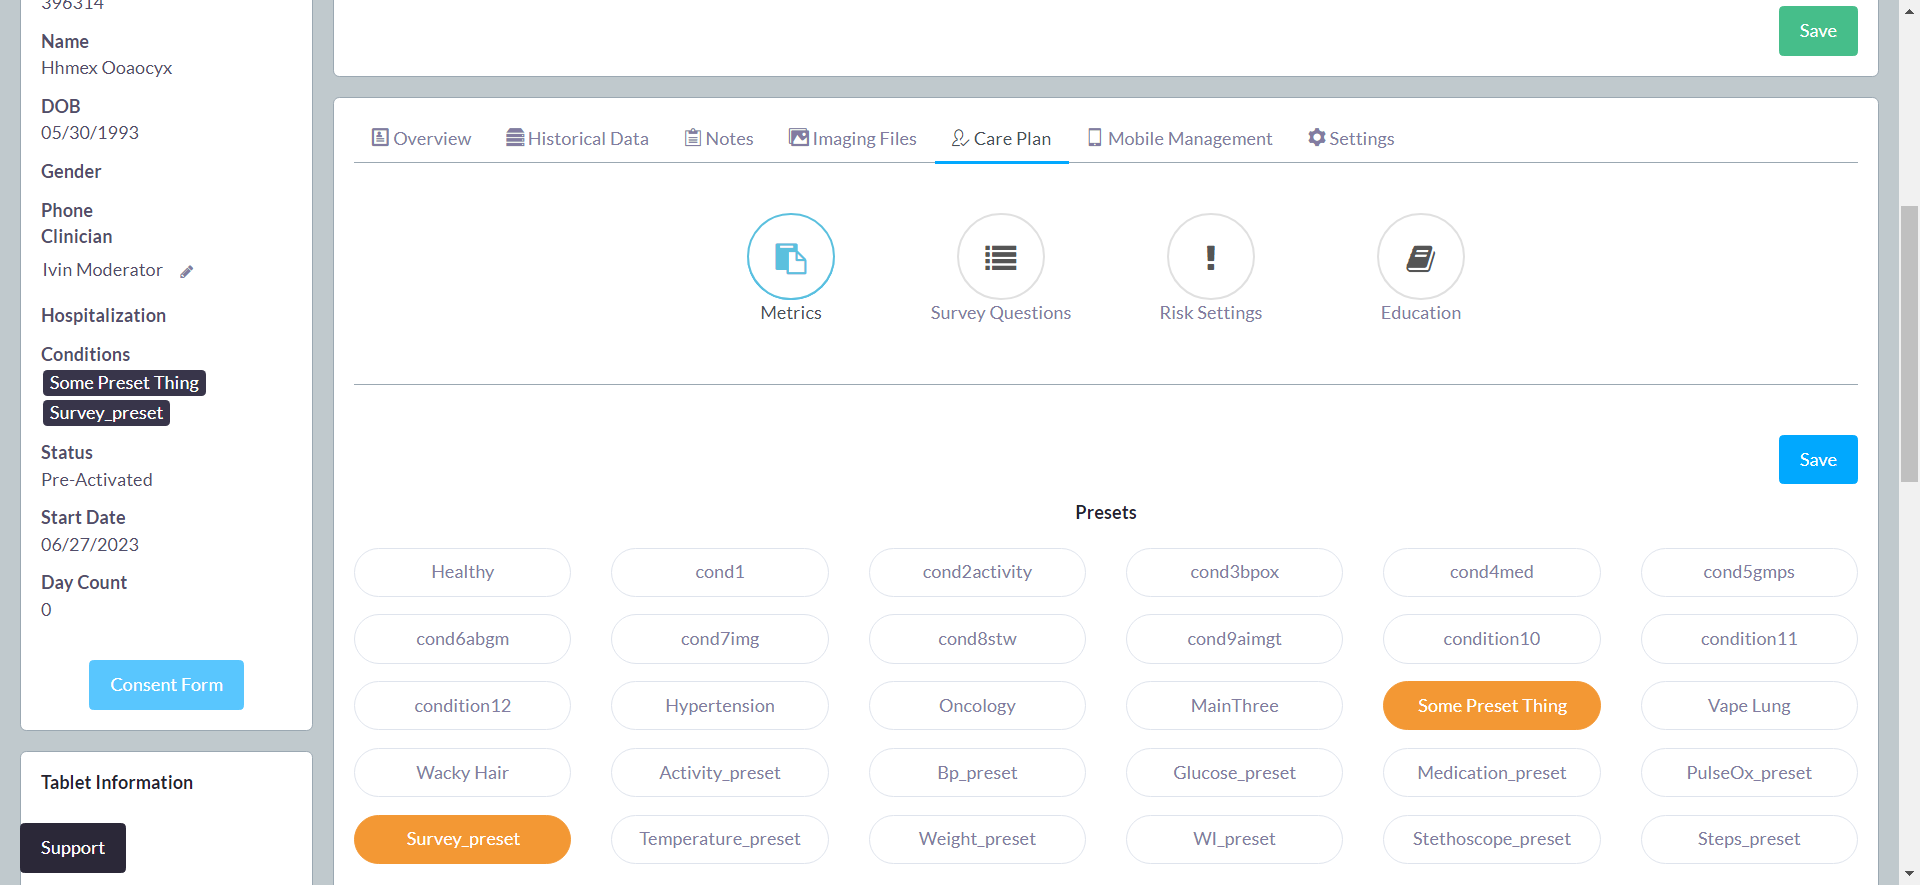 396314
Name
Hhmex Ooaocyx
DOB
05/30/1993
Gender
Phone
Clinician
Ivin Moderator
Hospitalization
Conditions
Some Preset Thing
Survey_preset
Status
Pre-Activated
Start Date
06/27/2023
Day Count
0
Consent Form
Tablet Information
Support
Save
Overview Historical Data Notes Imaging Files Care Plan Mobile Management Settings
Metrics Survey Questions Risk Settings Education
Save
Presets
Healthy cond1 cond2activity cond3bpox cond4med cond5gmps
cond6abgm cond7img cond8stw cond9aimgt condition10 condition11
condition12 Hypertension Oncology MainThree Some Preset Thing Vape Lung
Wacky Hair Activity_preset Bp_preset Glucose_preset Medication_preset PulseOx_preset
Survey_preset Temperature_preset Weight_preset WI_preset Stethoscope_preset Steps_preset